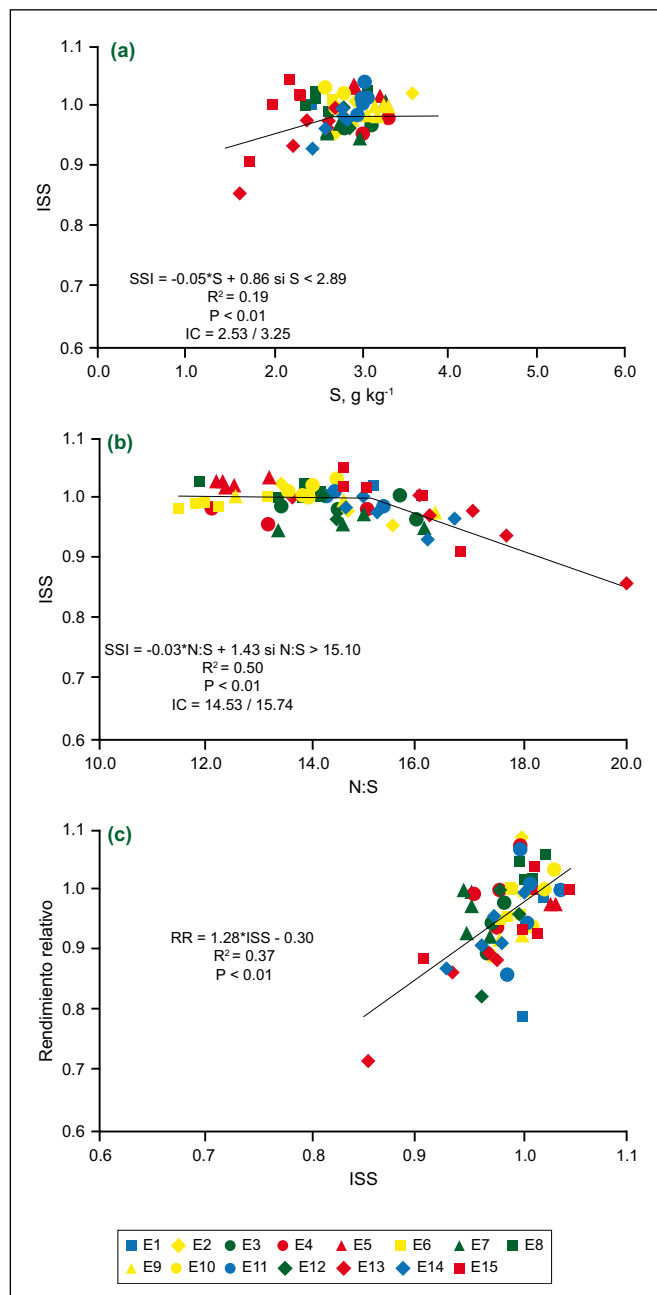 (a)
1.1
1.0
0.9
0.8
0.7
0.6
ISS
SSI = -0.05*S + 0.86 si S < 2.89
R² = 0.19
P < 0.01
IC = 2.53 / 3.25
0.0 1.0 2.0 3.0 4.0 5.0 6.0
S, g kg⁻¹
(b)
1.1
1.0
0.9
0.8
0.7
0.6
ISS
SSI = -0.03*N:S + 1.43 si N:S > 15.10
R² = 0.50
P < 0.01
IC = 14.53 / 15.74
10.0 12.0 14.0 16.0 18.0 20.0
N:S
(c)
1.1
1.0
0.9
0.8
0.7
0.6
Rendimiento relativo
RR = 1.28*ISS - 0.30
R² = 0.37
P < 0.01
0.6 0.7 0.8 0.9 1.0 1.1
ISS
E1 E2 E3 E4 E5 E6 E7 E8
E9 E10 E11 E12 E13 E14 E15